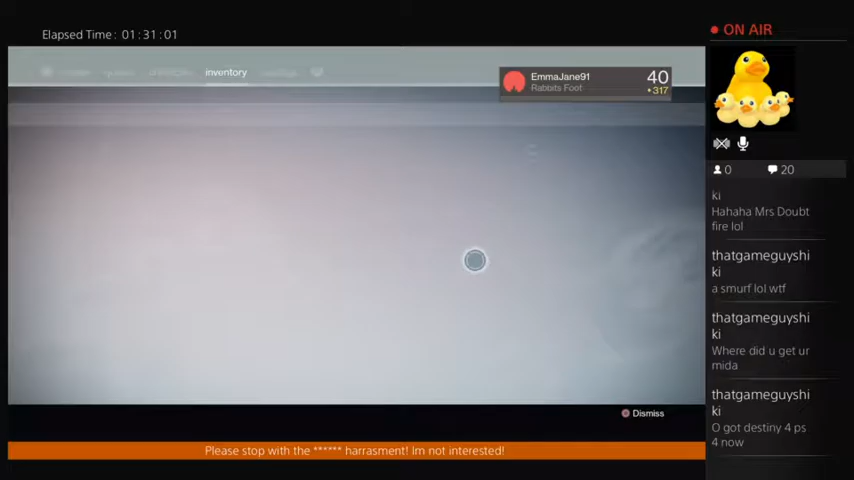 Elapsed Time: 01:31:01
ON AIR
inventory
EmmaJane91
Rabbits Foot
40
317
0
20
ki
Hahaha Mrs Doubt
fire lol
thatgameguyshi
ki
a smurf lol wtf
thatgameguyshi
ki
Where did u get ur
mida
thatgameguyshi
ki
O got destiny 4 ps
4 now
Dismiss
Please stop with the ****** harrasment! Im not interested!